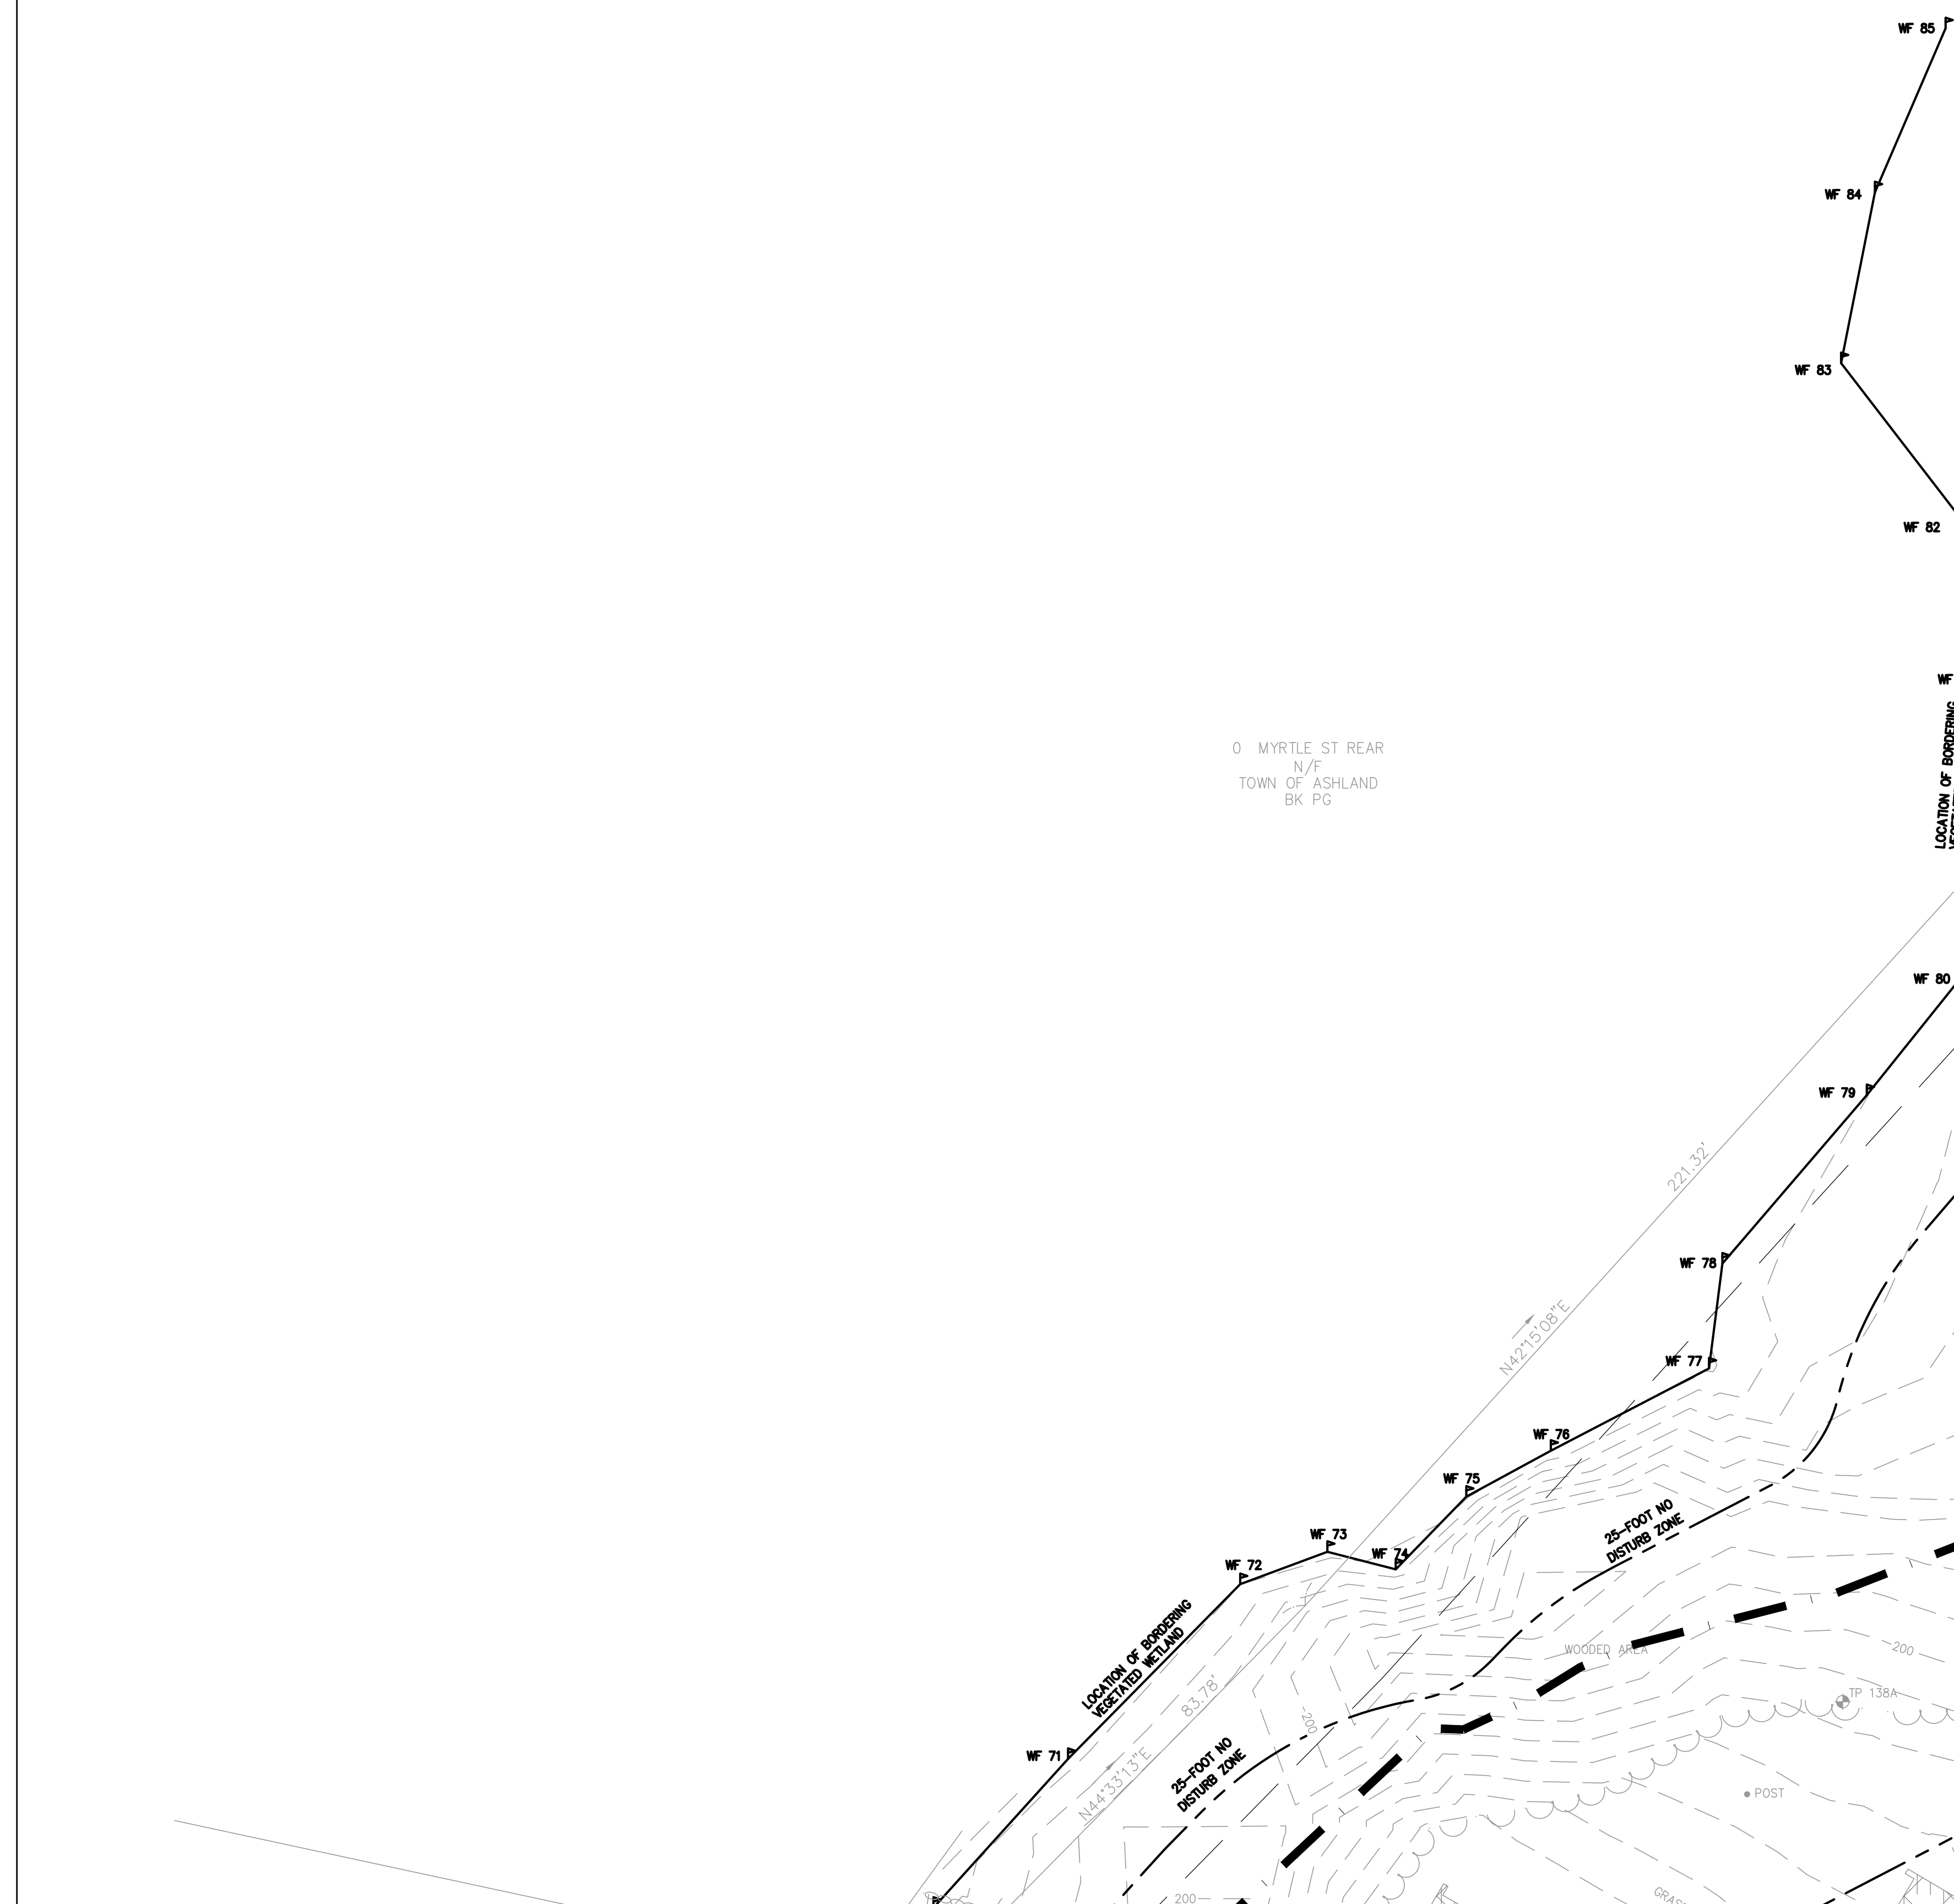 WF 85
WF 84
WF 83
WF 82
WF
LOCATION OF BORDERING
0 MYRTLE ST REAR
N/F
TOWN OF ASHLAND
BK PG
WF 80
WF 79
221.32'
WF 78
N42°15'08"E
WF 77
WF 76
WF 75
25-FOOT NO
DISTURB ZONE
WF 73
WF 74
WF 72
LOCATION OF BORDERING
VEGETATED WETLAND
WOODED AREA
200
83.78'
TP 138A
200
WF 71
N44°33'13"E
25-FOOT NO
DISTURB ZONE
POST
200